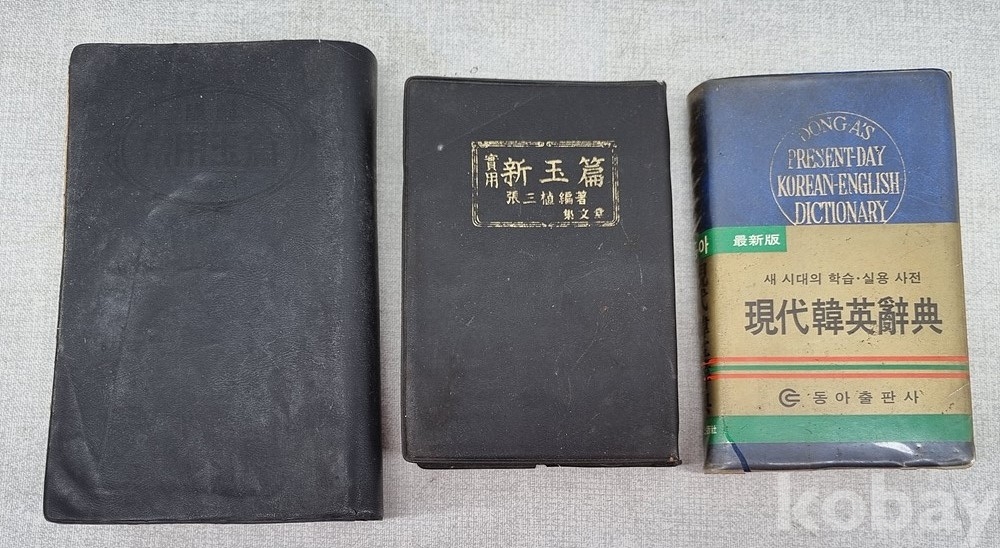 實用 新玉篇
張三植編著
集文堂
DONG-A'S
PRESENT-DAY
KOREAN-ENGLISH
DICTIONARY
最新版
새 시대의 학습·실용 사전
現代韓英辭典
동아출판사
kobay